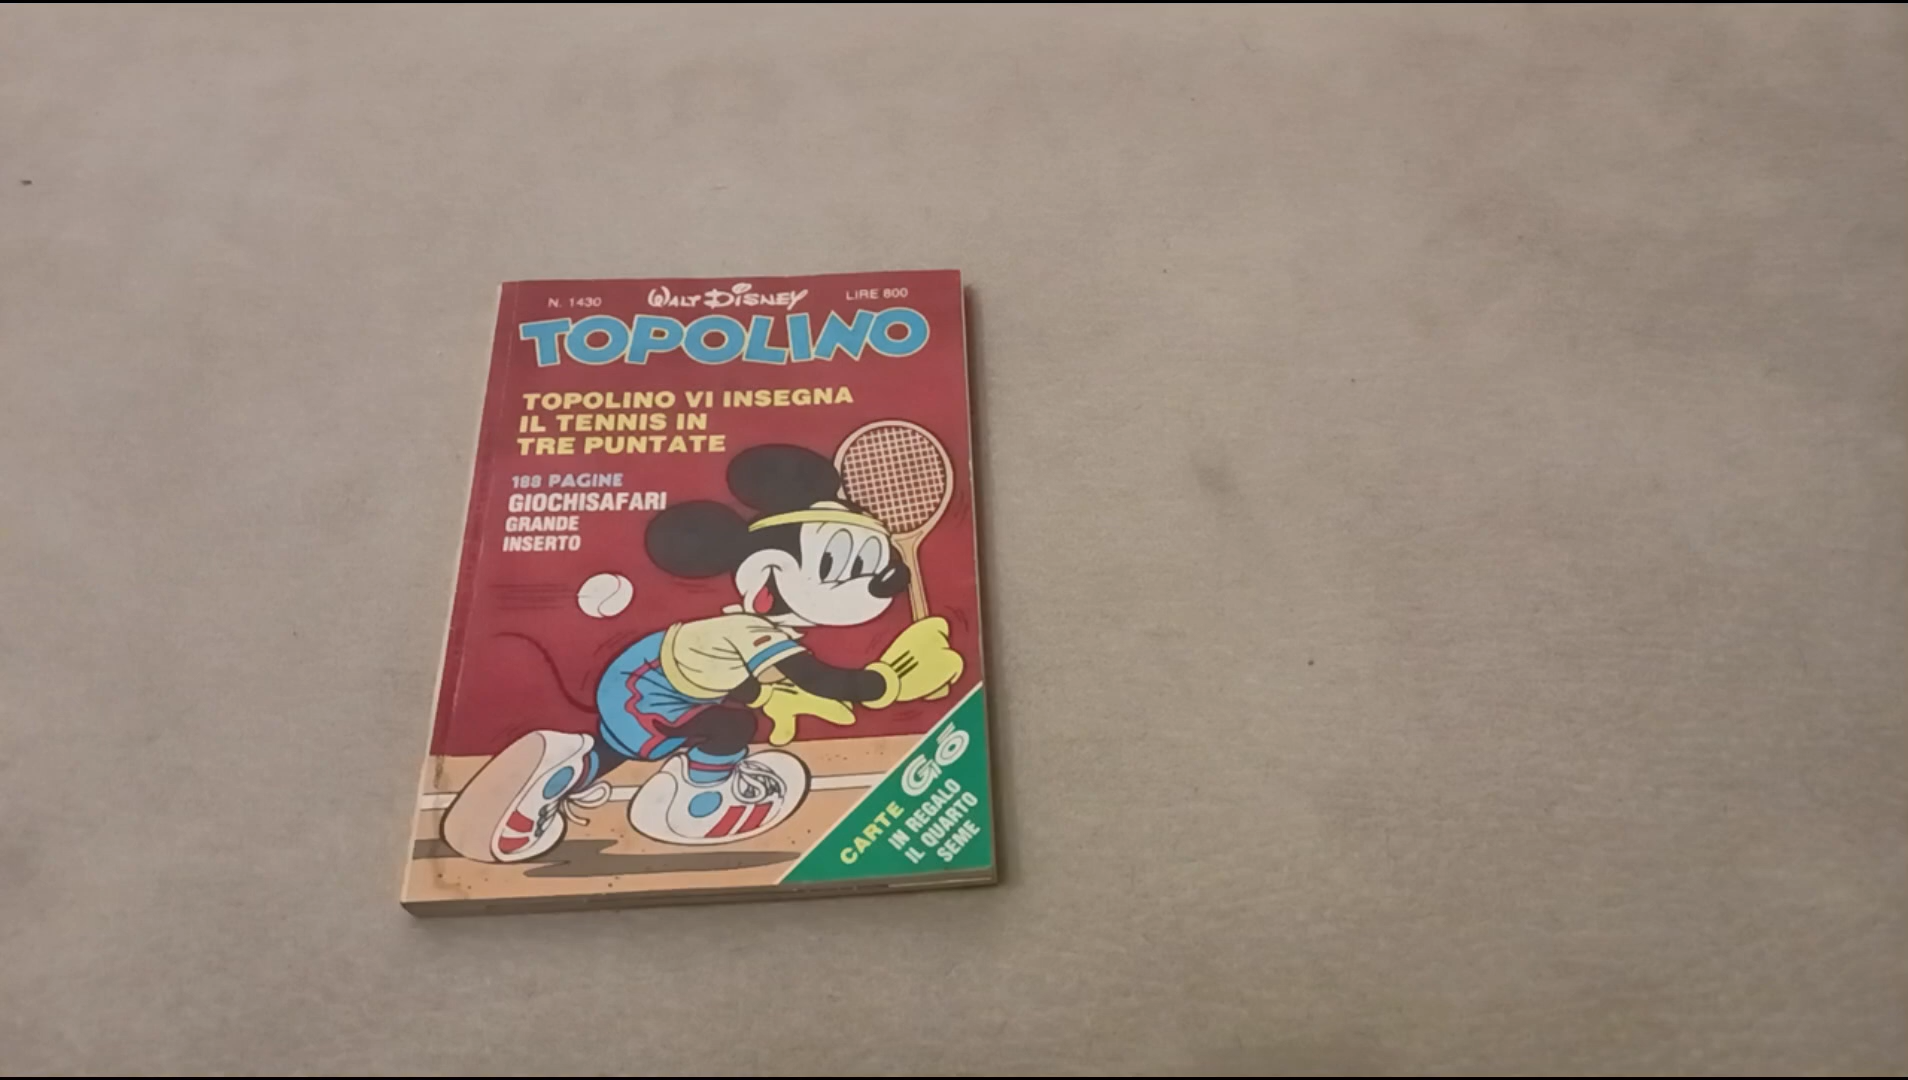 N. 1430 WALT DISNEY LIRE 800
TOPOLINO
TOPOLINO VI INSEGNA
IL TENNIS IN
TRE PUNTATE
188 PAGINE
GIOCHISAFARI
GRANDE
INSERTO
CARTE GŌ
IN REGALO
IL QUARTO
SEME